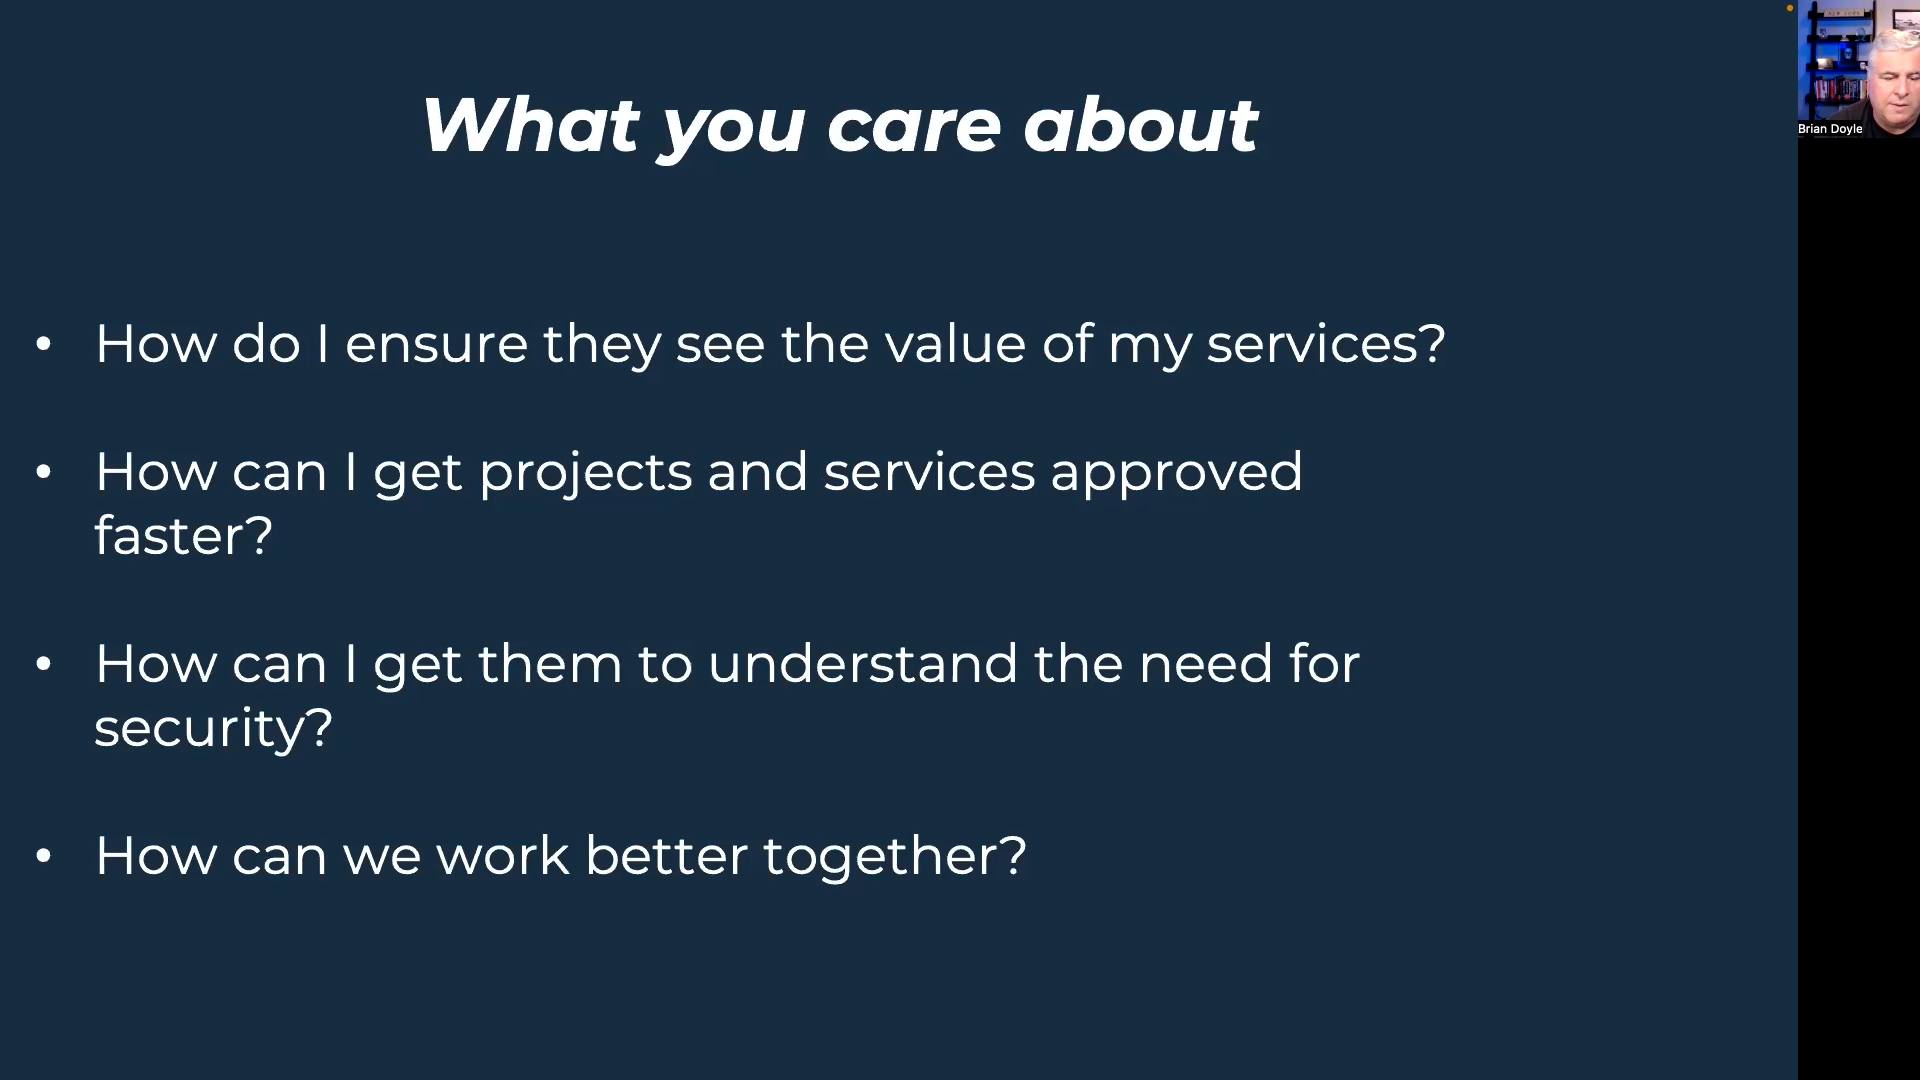 What you care about
• How do I ensure they see the value of my services?
• How can I get projects and services approved
faster?
• How can I get them to understand the need for
security?
• How can we work better together?
Brian Doyle